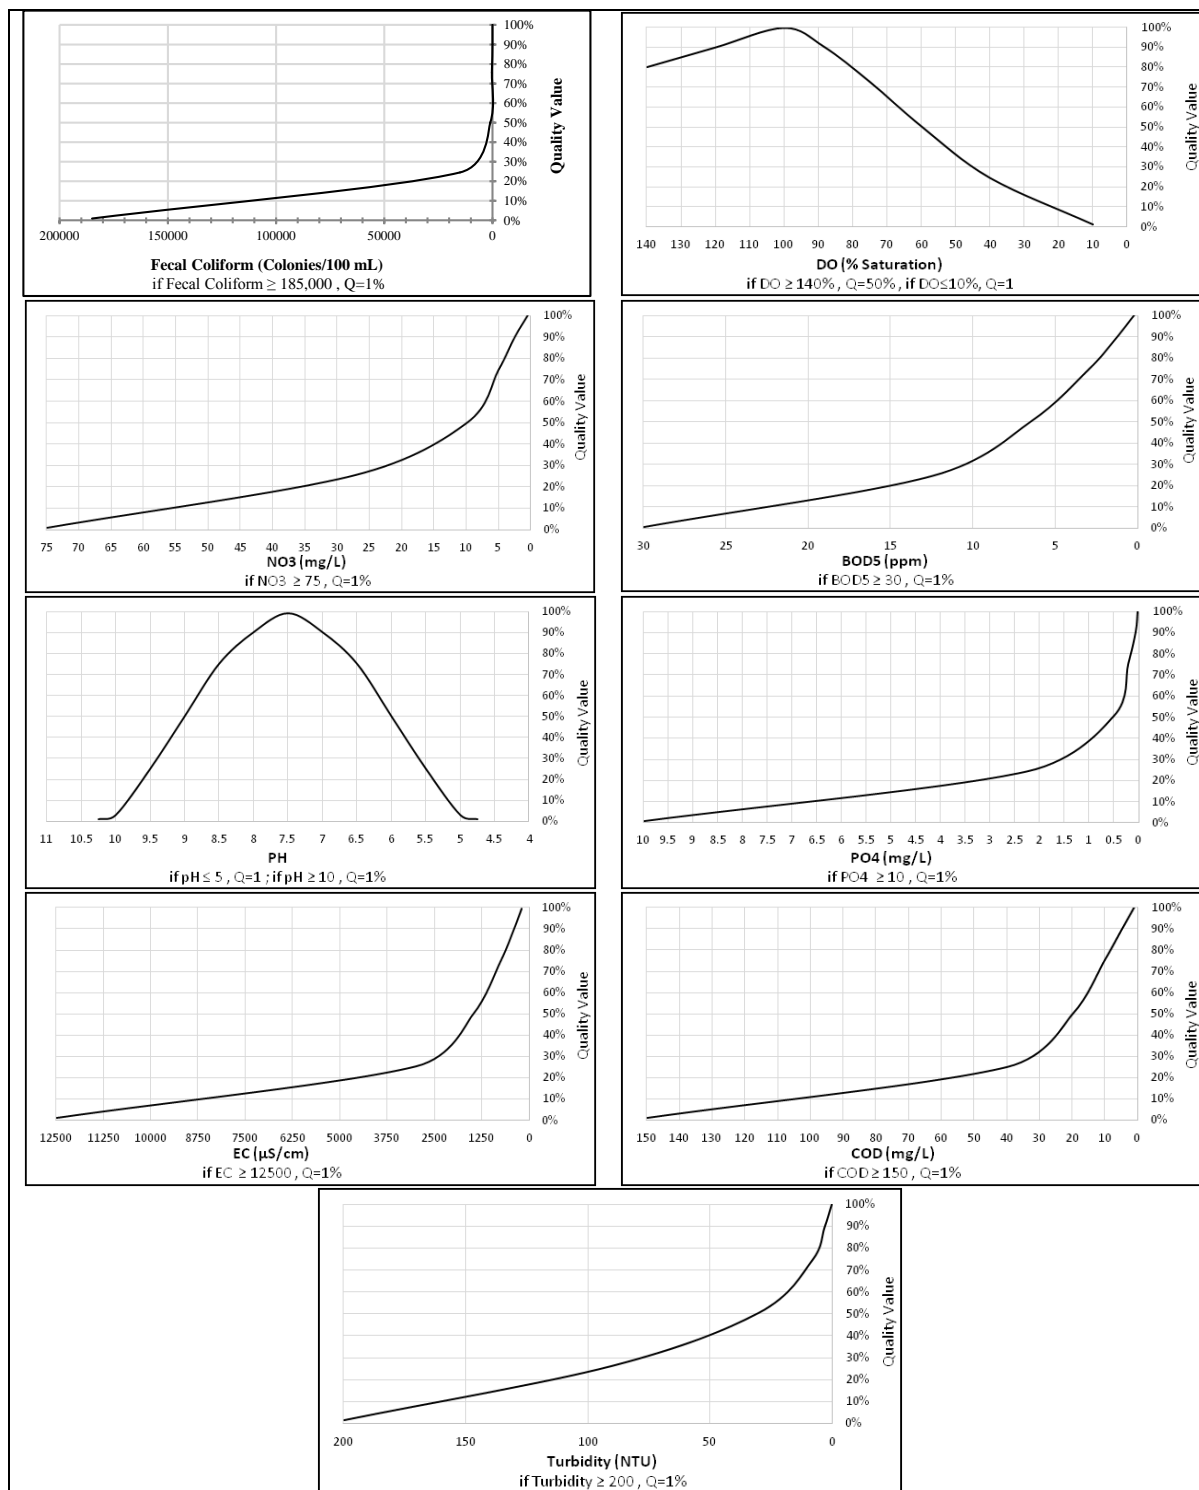 100%
90%
80%
70%
60%
50%
40%
30%
20%
10%
0%
Quality Value
200000 150000 100000 50000 0
Fecal Coliform (Colonies/100 mL)
if Fecal Coliform ≥ 185,000 , Q=1%
100%
90%
80%
70%
60%
50%
40%
30%
20%
10%
0%
Quality Value
140 130 120 110 100 90 80 70 60 50 40 30 20 10 0
DO (% Saturation)
if DO ≥ 140%, Q=50% , if DO≤10%, Q=1
100%
90%
80%
70%
60%
50%
40%
30%
20%
10%
0%
Quality Value
75 70 65 60 55 50 45 40 35 30 25 20 15 10 5 0
NO3 (mg/L)
if NO3 ≥ 75 , Q=1%
100%
90%
80%
70%
60%
50%
40%
30%
20%
10%
0%
Quality Value
30 25 20 15 10 5 0
BOD5 (ppm)
if BOD5 ≥ 30 , Q=1%
100%
90%
80%
70%
60%
50%
40%
30%
20%
10%
0%
Quality Value
11 10.5 10 9.5 9 8.5 8 7.5 7 6.5 6 5.5 5 4.5 4
PH
if pH ≤ 5 , Q=1 ; if pH ≥ 10 , Q=1%
100%
90%
80%
70%
60%
50%
40%
30%
20%
10%
0%
Quality Value
10 9.5 9 8.5 8 7.5 7 6.5 6 5.5 5 4.5 4 3.5 3 2.5 2 1.5 1 0.5 0
PO4 (mg/L)
if PO4 ≥ 10 , Q=1%
100%
90%
80%
70%
60%
50%
40%
30%
20%
10%
0%
Quality Value
12500 11250 10000 8750 7500 6250 5000 3750 2500 1250 0
EC (µS/cm)
if EC ≥ 12500 , Q=1%
100%
90%
80%
70%
60%
50%
40%
30%
20%
10%
0%
Quality Value
150 140 130 120 110 100 90 80 70 60 50 40 30 20 10 0
COD (mg/L)
if COD ≥ 150 , Q=1%
100%
90%
80%
70%
60%
50%
40%
30%
20%
10%
0%
Quality Value
200 150 100 50 0
Turbidity (NTU)
if Turbidity ≥ 200 , Q=1%